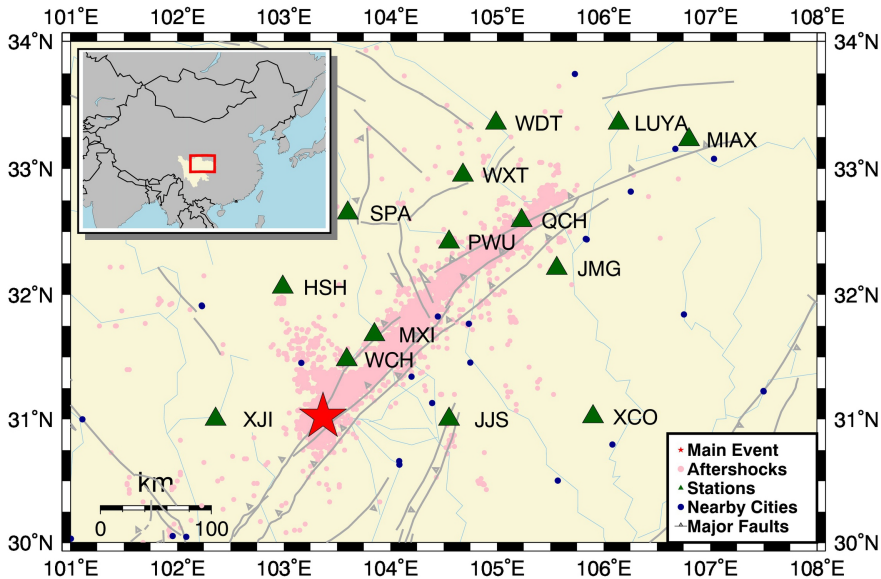 101°E 102°E 103°E 104°E 105°E 106°E 107°E 108°E
34°N 34°N
WDT LUYA
MIAX
33°N 33°N
WXT
SPA QCH
PWU
JMG
HSH
32°N 32°N
MXI
WCH
31°N XJI JJS XCO 31°N
Main Event
Aftershocks
Stations
Nearby Cities
Major Faults
km
0 100
30°N 30°N
101°E 102°E 103°E 104°E 105°E 106°E 107°E 108°E